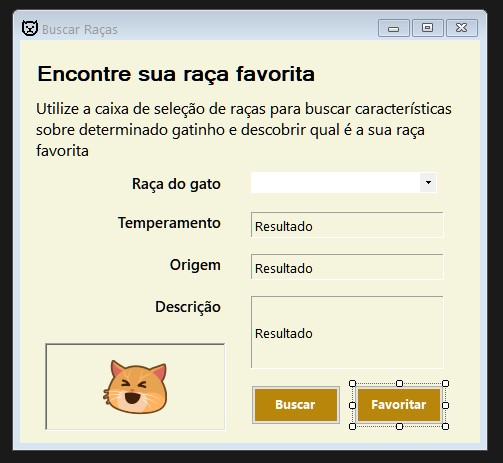 Buscar Raças
Encontre sua raça favorita
Utilize a caixa de seleção de raças para buscar características
sobre determinado gatinho e descobrir qual é a sua raça
favorita
Raça do gato
Temperamento
Resultado
Origem
Resultado
Descrição
Resultado
Buscar
Favoritar